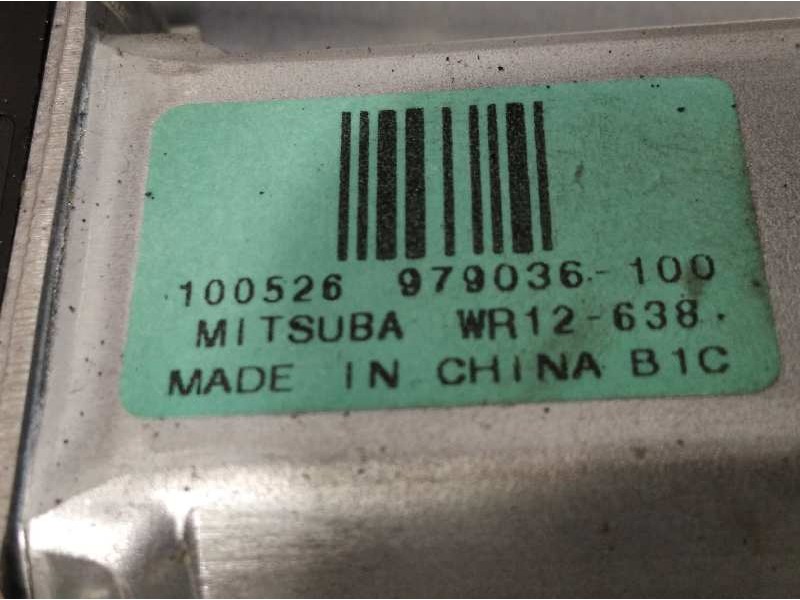 100526 979036-100
MITSUBA WR12-638.
MADE IN CHINA B1C